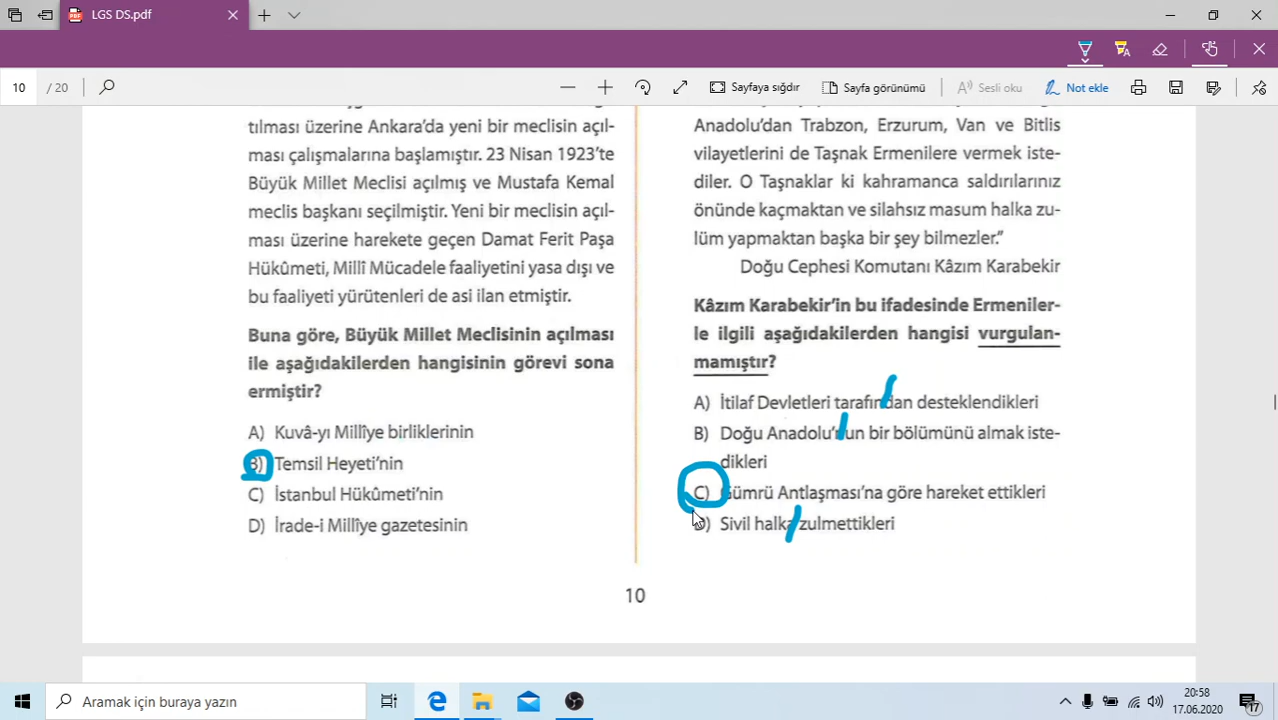 LGS DS.pdf
10 / 20
Sayfaya sığdır
Sayfa görünümü
Sesli oku
Not ekle
tılması üzerine Ankara'da yeni bir meclisin açıl-
ması çalışmalarına başlamıştır. 23 Nisan 1923'te
Büyük Millet Meclisi açılmış ve Mustafa Kemal
meclis başkanı seçilmiştir. Yeni bir meclisin açıl-
ması üzerine harekete geçen Damat Ferit Paşa
Hükûmeti, Millî Mücadele faaliyetini yasa dışı ve
bu faaliyeti yürütenleri de asi ilan etmiştir.
Buna göre, Büyük Millet Meclisinin açılması
ile aşağıdakilerden hangisinin görevi sona
ermiştir?
A) Kuvâ-yı Millîye birliklerinin
B) Temsil Heyeti'nin
C) İstanbul Hükûmeti'nin
D) İrade-i Millîye gazetesinin
Anadolu'dan Trabzon, Erzurum, Van ve Bitlis
vilayetlerini de Taşnak Ermenilere vermek iste-
diler. O Taşnaklar ki kahramanca saldırılarınız
önünde kaçmaktan ve silahsız masum halka zu-
lüm yapmaktan başka bir şey bilmezler."
Doğu Cephesi Komutanı Kâzım Karabekir
Kâzım Karabekir'in bu ifadesinde Ermeniler-
le ilgili aşağıdakilerden hangisi vurgulan-
mamıştır?
A) İtilaf Devletleri tarafından desteklendikleri
B) Doğu Anadolu'nun bir bölümünü almak iste-
dikleri
C) Gümrü Antlaşması'na göre hareket ettikleri
D) Sivil halka zulmettikleri
10
Aramak için buraya yazın
20:58
17.06.2020
17